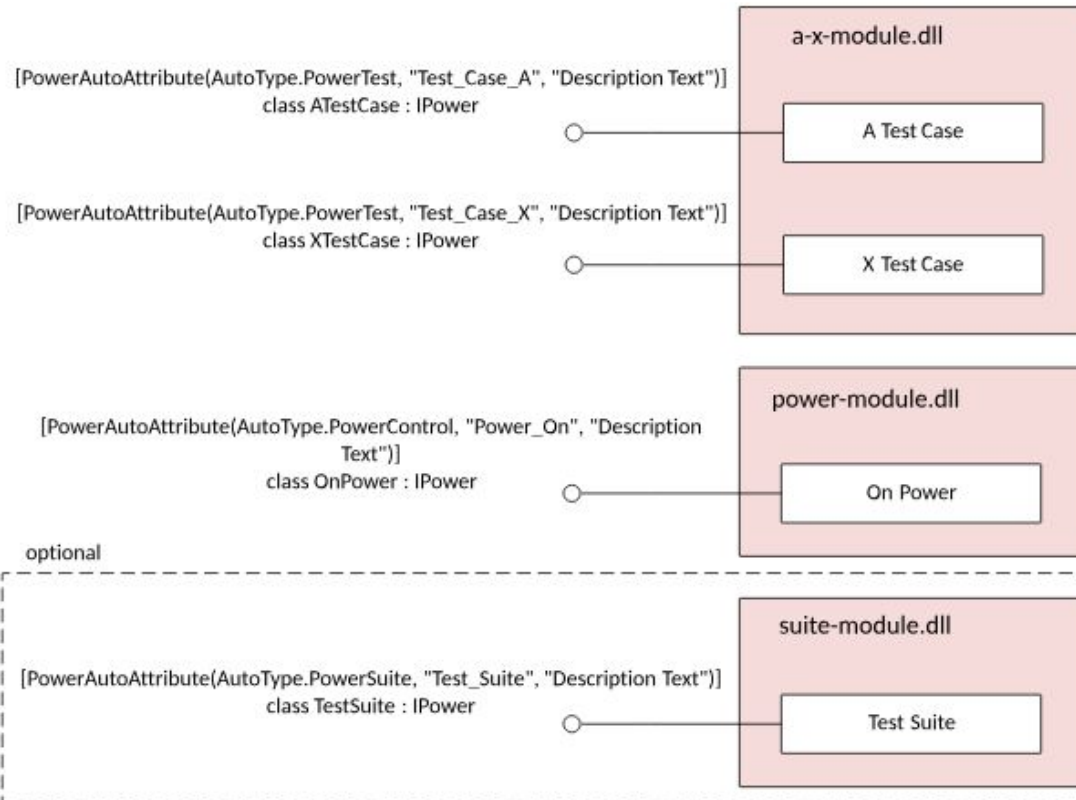 a-x-module.dll
[PowerAutoAttribute(AutoType.PowerTest, "Test_Case_A", "Description Text")]
class ATestCase : IPower
A Test Case
[PowerAutoAttribute(AutoType.PowerTest, "Test_Case_X", "Description Text")]
class XTestCase : IPower
X Test Case
power-module.dll
[PowerAutoAttribute(AutoType.PowerControl, "Power_On", "Description
Text")]
class OnPower : IPower
On Power
optional
suite-module.dll
[PowerAutoAttribute(AutoType.PowerSuite, "Test_Suite", "Description Text")]
class TestSuite : IPower
Test Suite